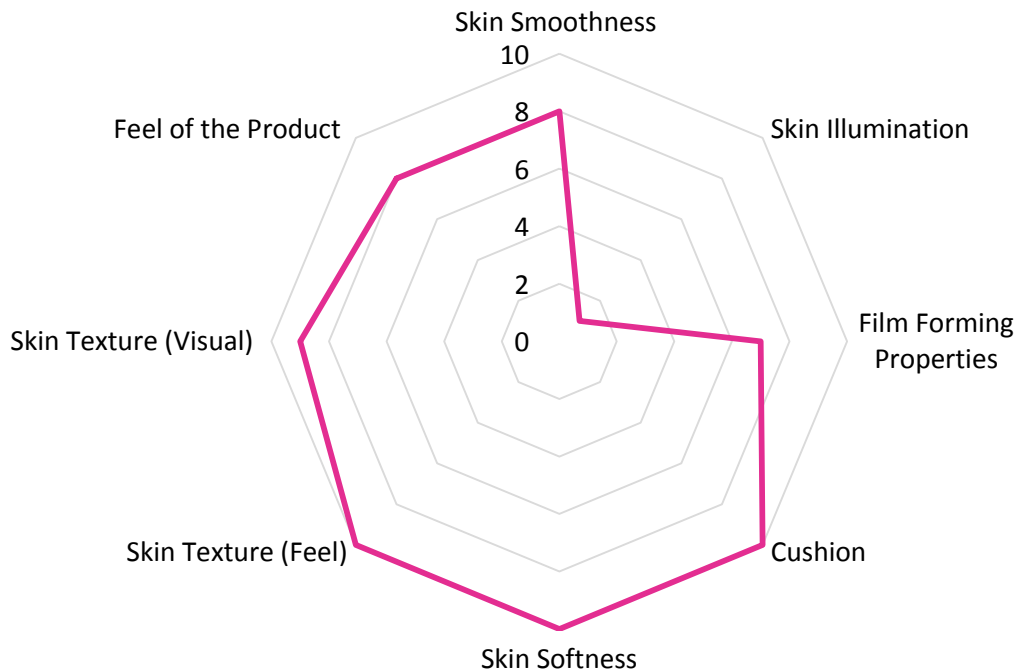 Skin Smoothness
10
Feel of the Product
8
Skin Illumination
6
4
2
Skin Texture (Visual)
0
Film Forming
Properties
Skin Texture (Feel)
Cushion
Skin Softness